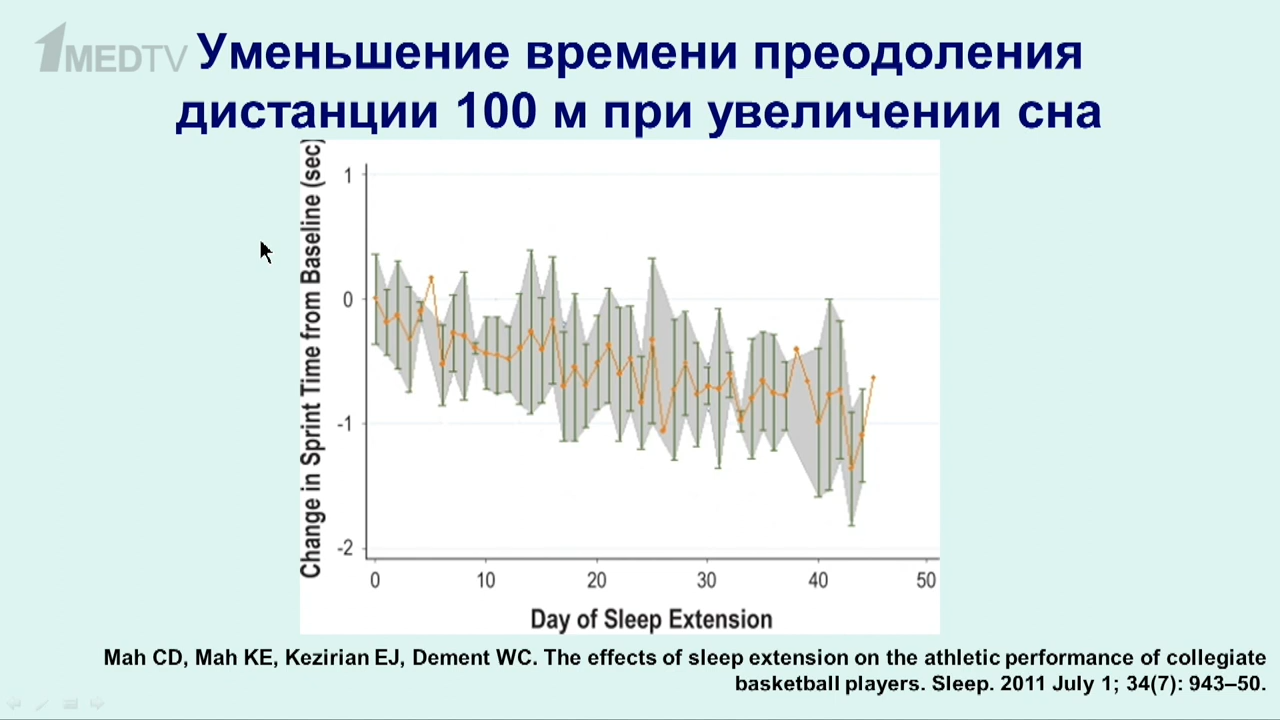 1MEDTV
Уменьшение времени преодоления
дистанции 100 м при увеличении сна
Change in Sprint Time from Baseline (sec)
1
0
-1
-2
0 10 20 30 40 50
Day of Sleep Extension
Mah CD, Mah KE, Kezirian EJ, Dement WC. The effects of sleep extension on the athletic performance of collegiate
basketball players. Sleep. 2011 July 1; 34(7): 943–50.